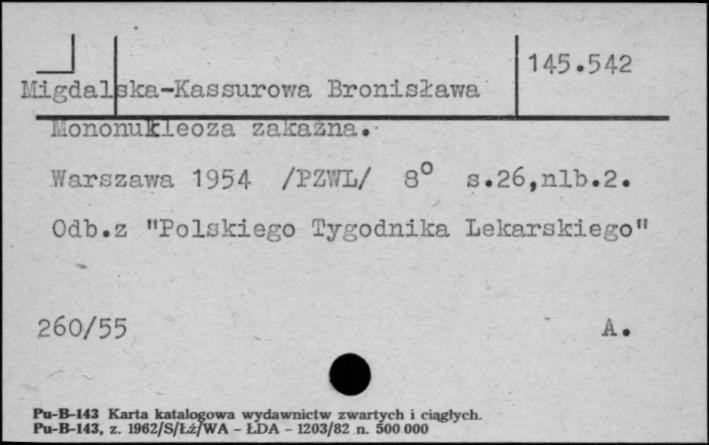 145.542
Migdalska-Kassurowa Bronisława
Mononukleoza zakaźna.
Warszawa 1954 /PZWL/ 8° s.26,nlb.2.
Odb.z "Polskiego Tygodnika Lekarskiego"
260/55 A.
Pu-B-143 Karta katalogowa wydawnictw zwartych i ciągłych.
Pu-B-143, z. 1962/S/Łź/WA - ŁDA - 1203/82 n. 500 000